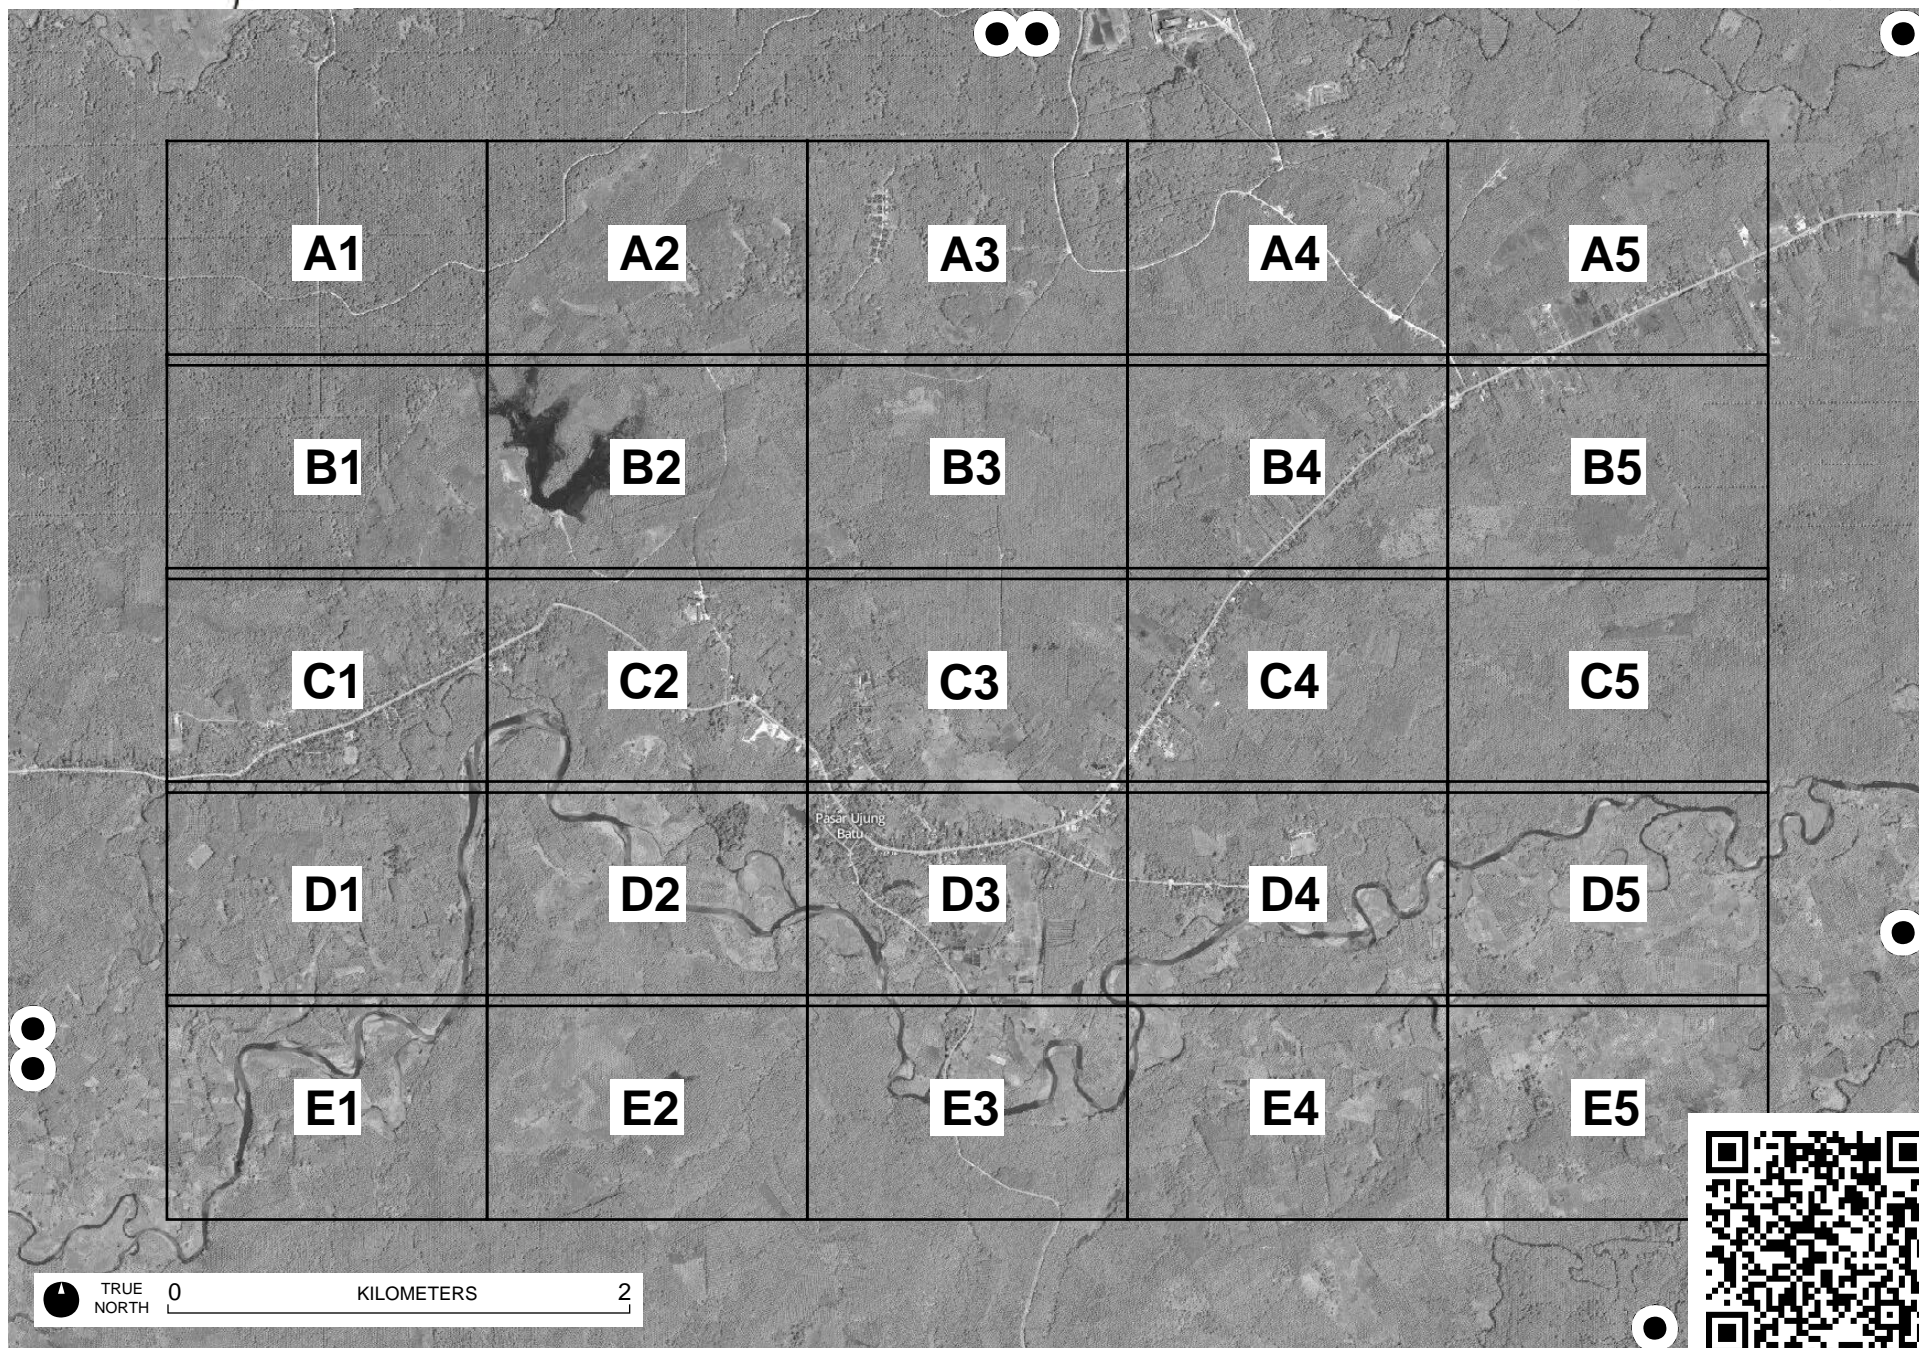 A1 A2 A3 A4 A5
B1 B2 B3 B4 B5
C1 C2 C3 C4 C5
Pasar Ujung
Batu
D1 D2 D3 D4 D5
E1 E2 E3 E4 E5
TRUE
NORTH
0 KILOMETERS 2